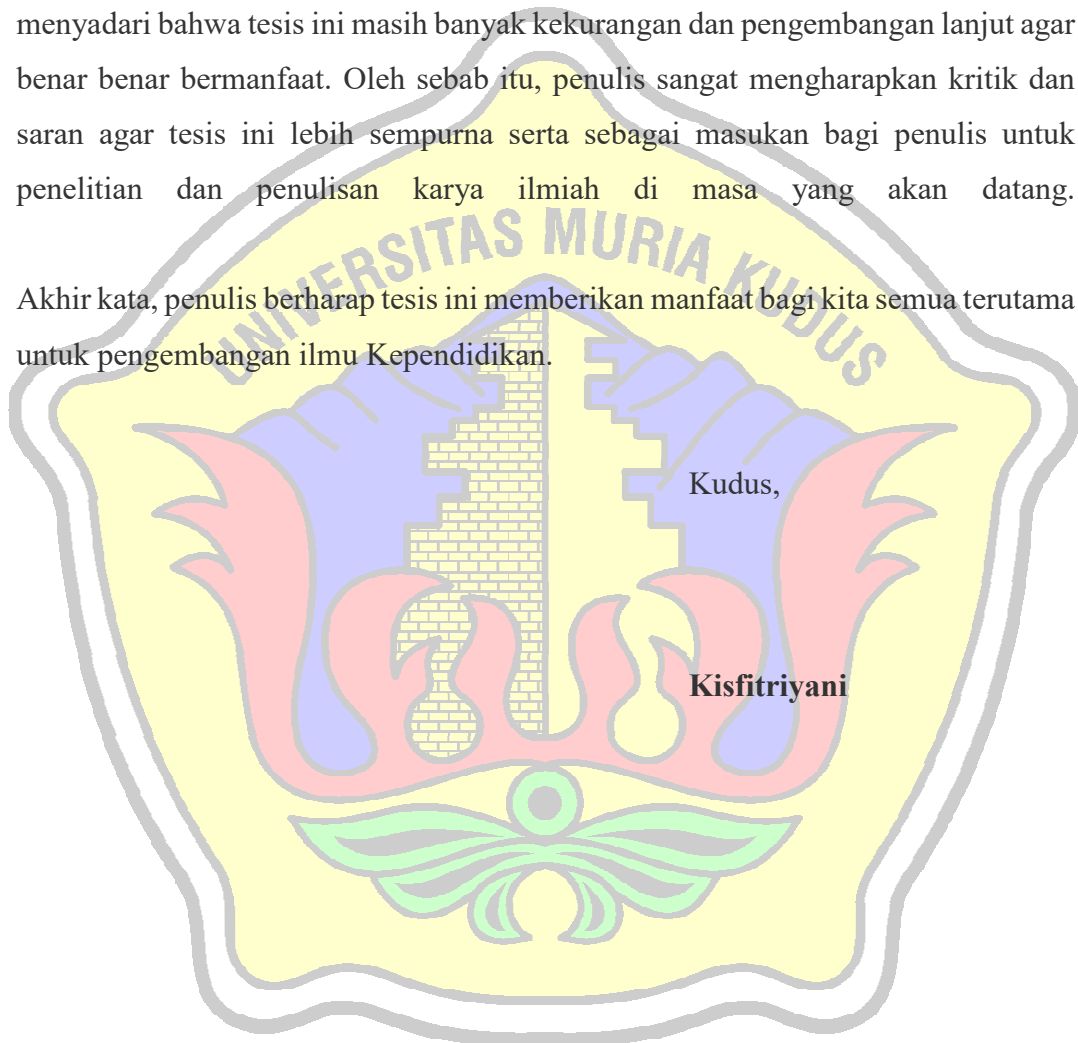 menyadari bahwa tesis ini masih banyak kekurangan dan pengembangan lanjut agar
benar benar bermanfaat. Oleh sebab itu, penulis sangat mengharapkan kritik dan
saran agar tesis ini lebih sempurna serta sebagai masukan bagi penulis untuk
penelitian dan penulisan karya ilmiah di masa yang akan datang.
UNIVERSITAS MURIA KUDUS
Akhir kata, penulis berharap tesis ini memberikan manfaat bagi kita semua terutama
untuk pengembangan ilmu Kependidikan.
Kudus,
Kisfitriyani